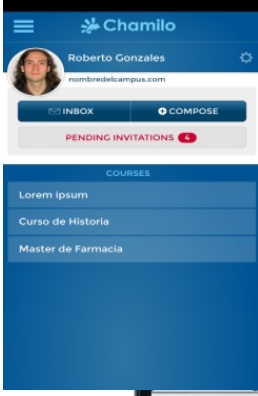 Chamilo
Roberto Gonzales
nombredelcampus.com
INBOX COMPOSE
PENDING INVITATIONS 4
COURSES
Lorem ipsum
Curso de Historia
Master de Farmacia